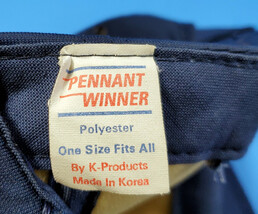 PENNANT
WINNER
Polyester
One Size Fits All
By K-Products
Made In Korea